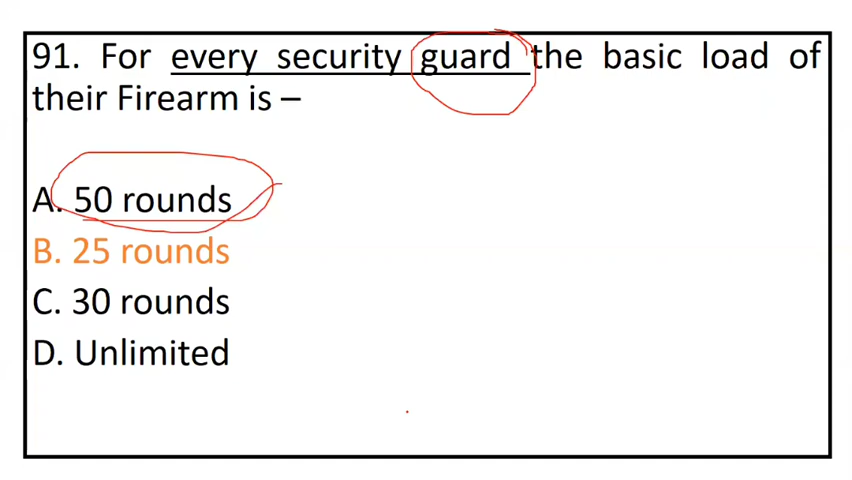 91. For every security guard the basic load of
their Firearm is –
A. 50 rounds
B. 25 rounds
C. 30 rounds
D. Unlimited